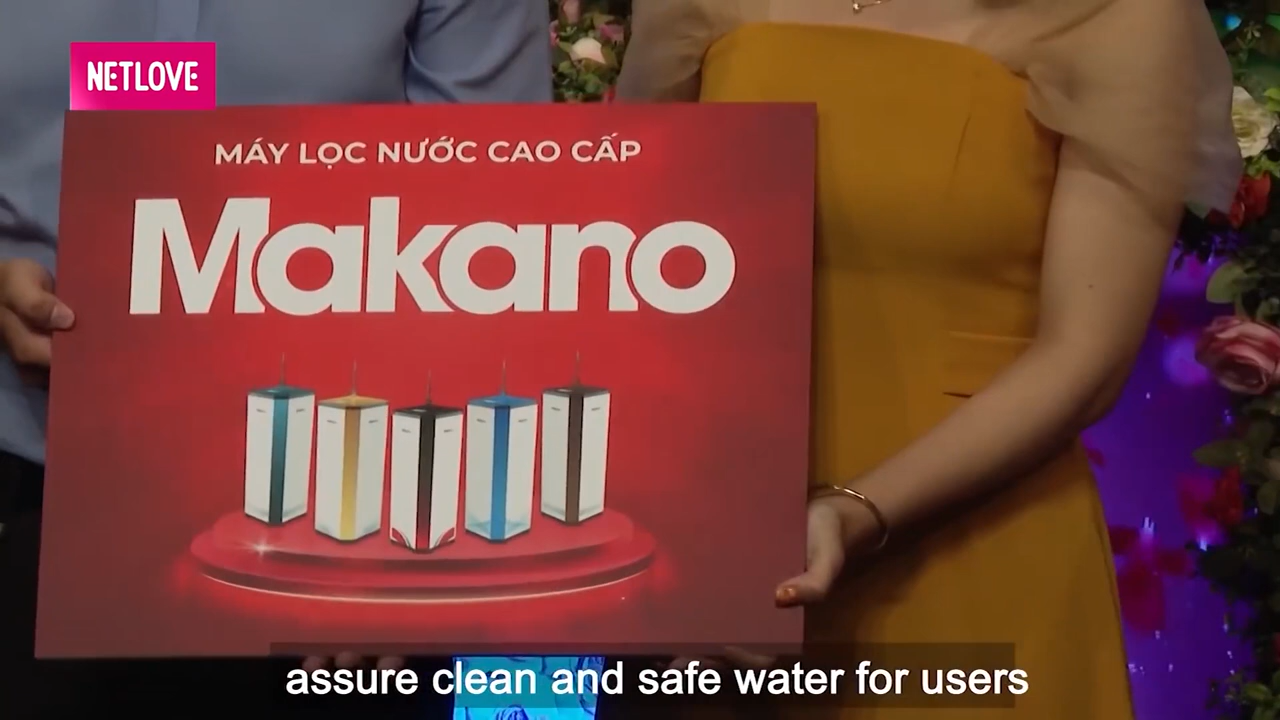 NETLOVE
MÁY LỌC NƯỚC CAO CẤP
Makano
assure clean and safe water for users